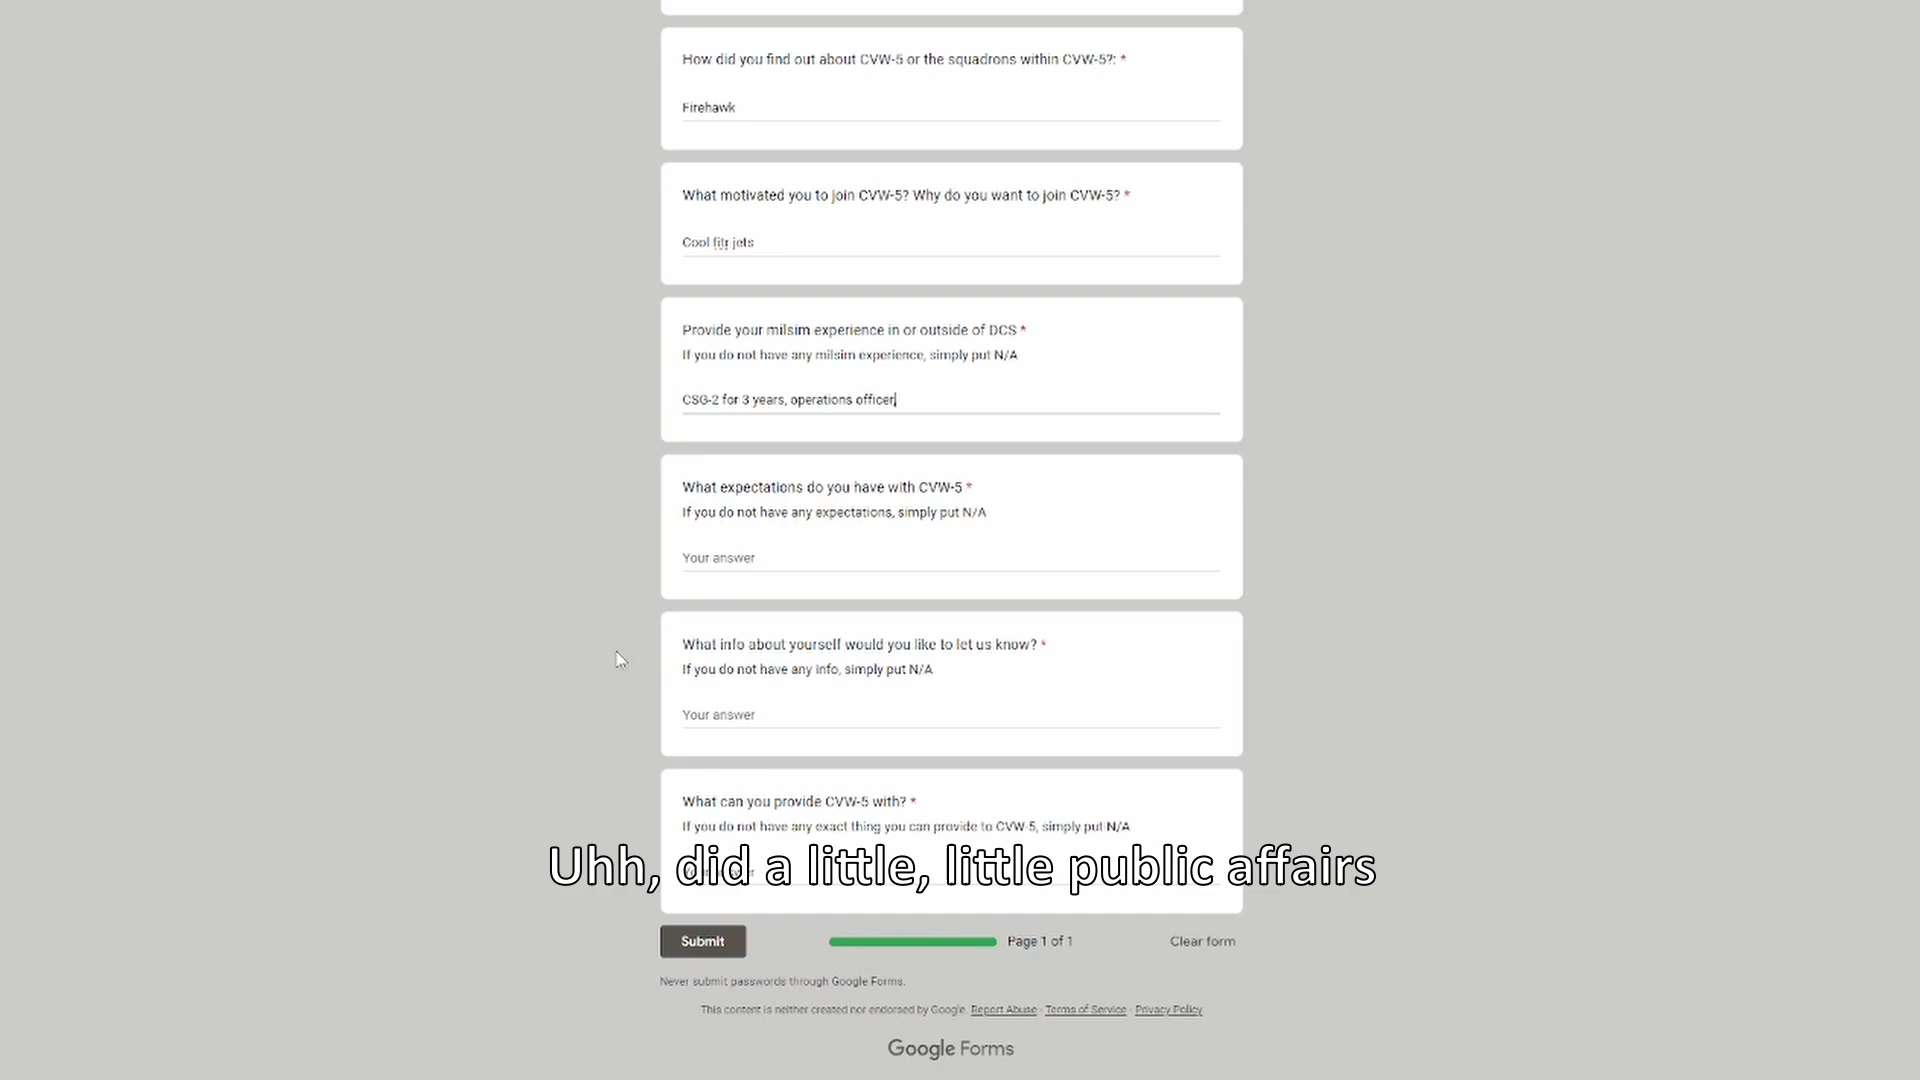 How did you find out about CVW-5 or the squadrons within CVW-5?: *
Firehawk
What motivated you to join CVW-5? Why do you want to join CVW-5? *
Cool fitr jets
Provide your milsim experience in or outside of DCS *
If you do not have any milsim experience, simply put N/A
CSG-2 for 3 years, operations officer,
What expectations do you have with CVW-5 *
If you do not have any expectations, simply put N/A
Your answer
What info about yourself would you like to let us know? *
If you do not have any info, simply put N/A
Your answer
What can you provide CVW-5 with? *
If you do not have any exact thing you can provide to CVW-5, simply put N/A
Uhh, did a little, little public affairs
Submit
Page 1 of 1
Clear form
Never submit passwords through Google Forms.
This content is neither created nor endorsed by Google. Report Abuse - Terms of Service - Privacy Policy
Google Forms